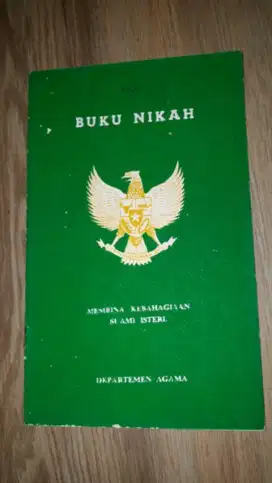 BUKU NIKAH
MEMBINA KEBAHAGIAAN
SUAMI ISTERI.
DEPARTEMEN AGAMA